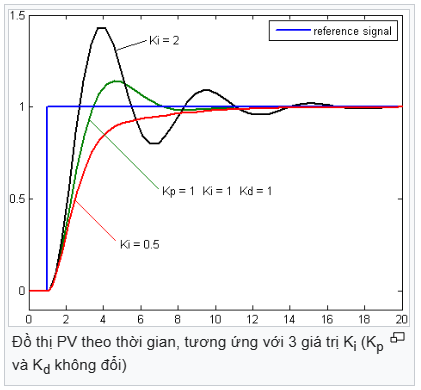 1.5
reference signal
Ki = 2
1
Kp = 1 Ki = 1 Kd = 1
0.5
Ki = 0.5
0
0 2 4 6 8 10 12 14 16 18 20
Đồ thị PV theo thời gian, tương ứng với 3 giá trị Ki (Kp
và Kd không đổi)